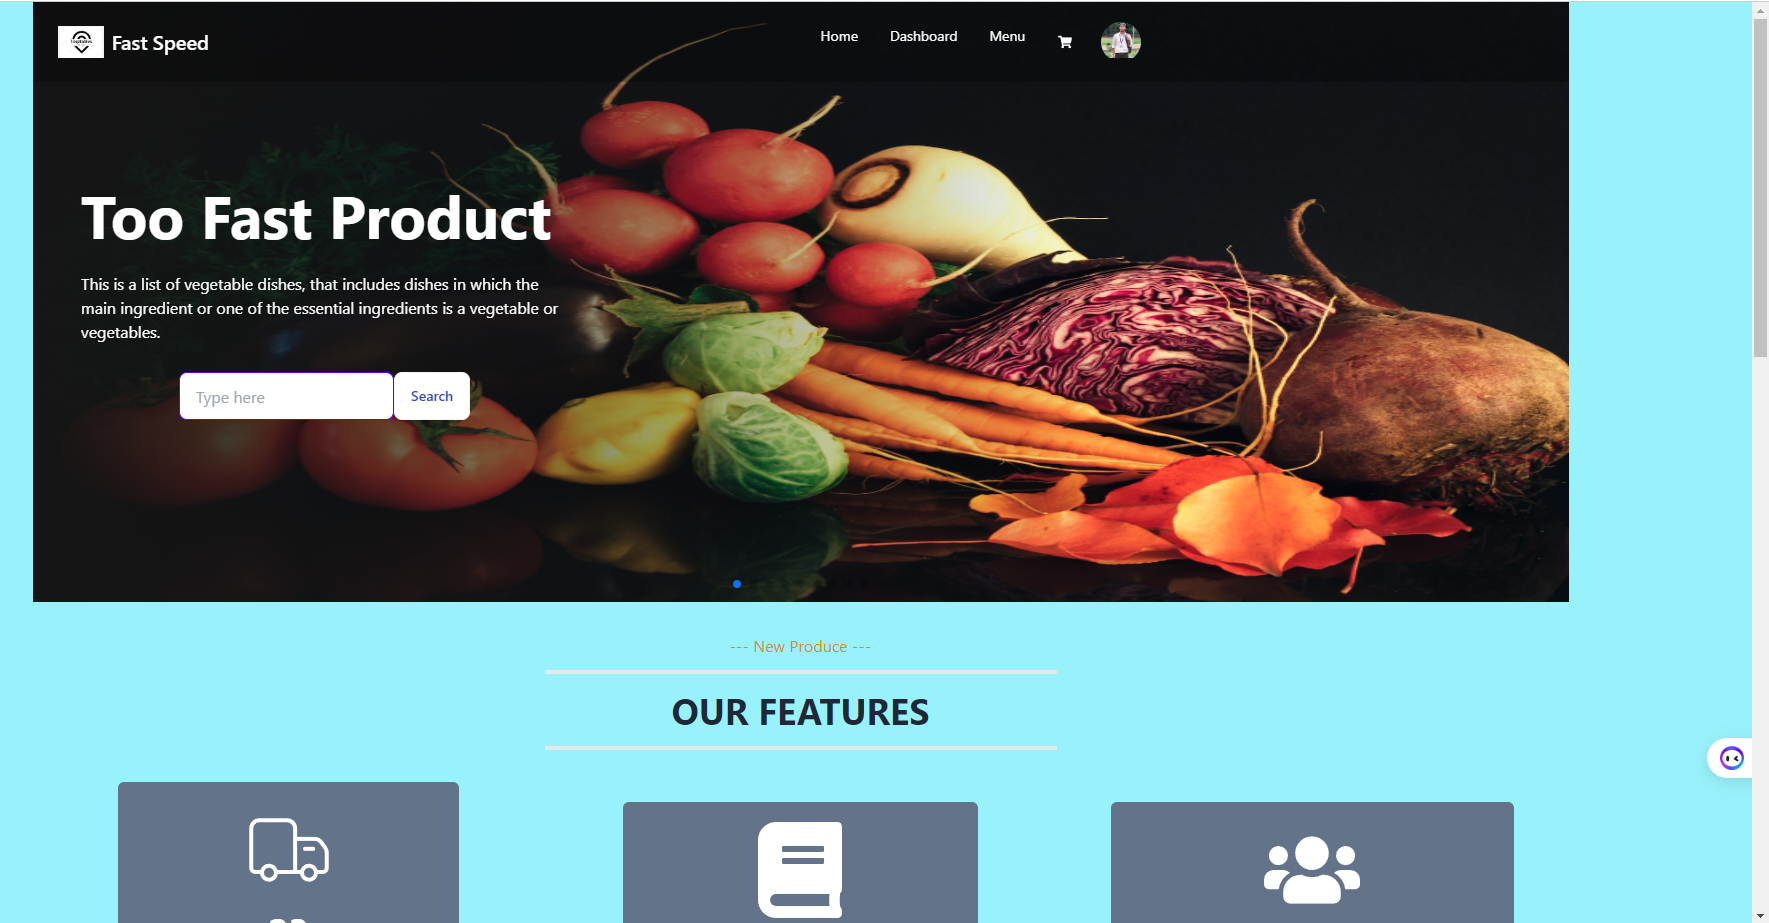 Fast Speed
Home
Dashboard
Menu
Too Fast Product
This is a list of vegetable dishes, that includes dishes in which the
main ingredient or one of the essential ingredients is a vegetable or
vegetables.
Type here
Search
--- New Produce ---
OUR FEATURES